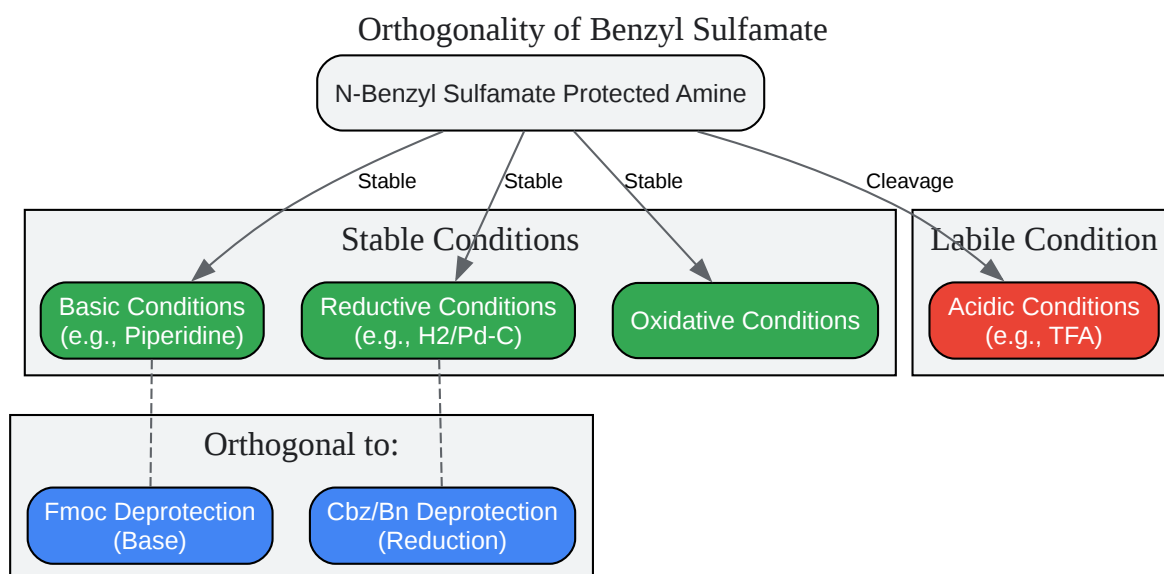 Orthogonality of Benzyl Sulfamate
N-Benzyl Sulfamate Protected Amine
Stable
Stable
Stable
Cleavage
Stable Conditions
Labile Condition
Basic Conditions
(e.g., Piperidine)
Reductive Conditions
(e.g., H2/Pd-C)
Oxidative Conditions
Acidic Conditions
(e.g., TFA)
Orthogonal to:
Fmoc Deprotection
(Base)
Cbz/Bn Deprotection
(Reduction)